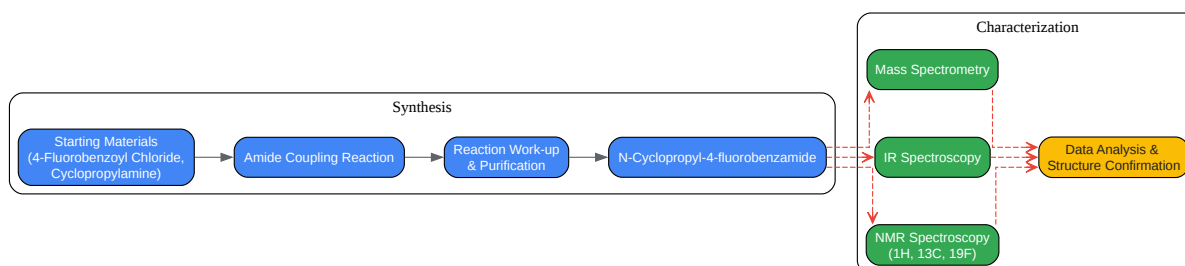 Characterization
Mass Spectrometry
Synthesis
Starting Materials
(4-Fluorobenzoyl Chloride,
Cyclopropylamine)
Amide Coupling Reaction
Reaction Work-up
& Purification
N-Cyclopropyl-4-fluorobenzamide
IR Spectroscopy
Data Analysis &
Structure Confirmation
NMR Spectroscopy
(1H, 13C, 19F)